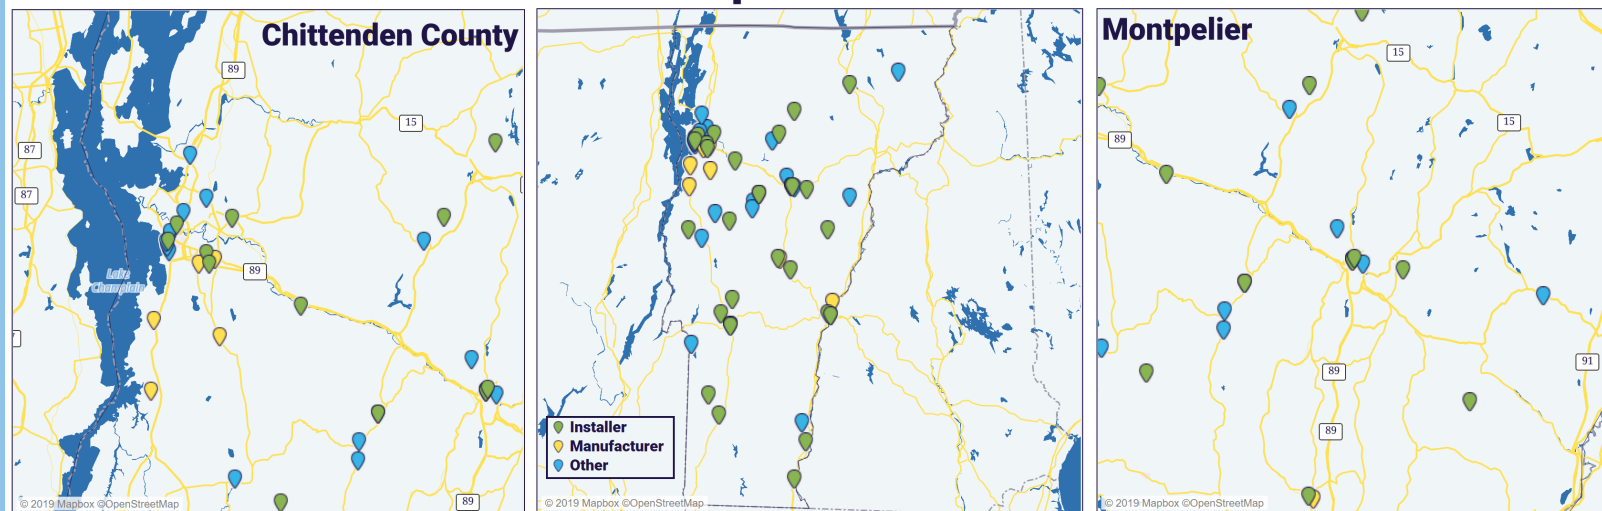 Chittenden County
89
15
87
87
Lake
Champlain
89
89
© 2019 Mapbox ©OpenStreetMap
Installer
Manufacturer
Other
© 2019 Mapbox ©OpenStreetMap
Montpelier
15
89
15
91
89
89
© 2019 Mapbox ©OpenStreetMap